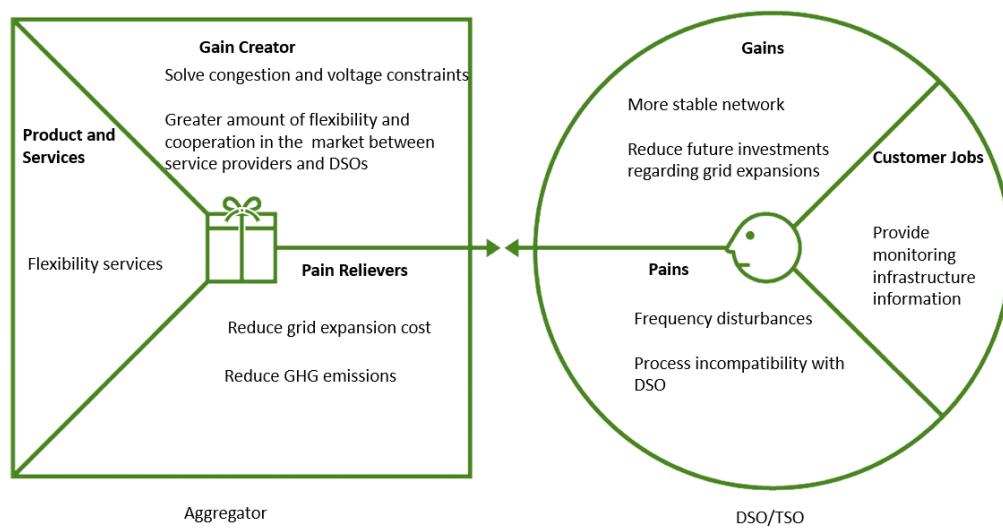 Gain Creator
Solve congestion and voltage constraints
Greater amount of flexibility and
cooperation in the market between
service providers and DSOs
Product and
Services
Flexibility services
Pain Relievers
Reduce grid expansion cost
Reduce GHG emissions
Aggregator
Gains
More stable network
Reduce future investments
regarding grid expansions
Customer Jobs
Provide
monitoring
infrastructure
information
Pains
Frequency disturbances
Process incompatibility with
DSO
DSO/TSO